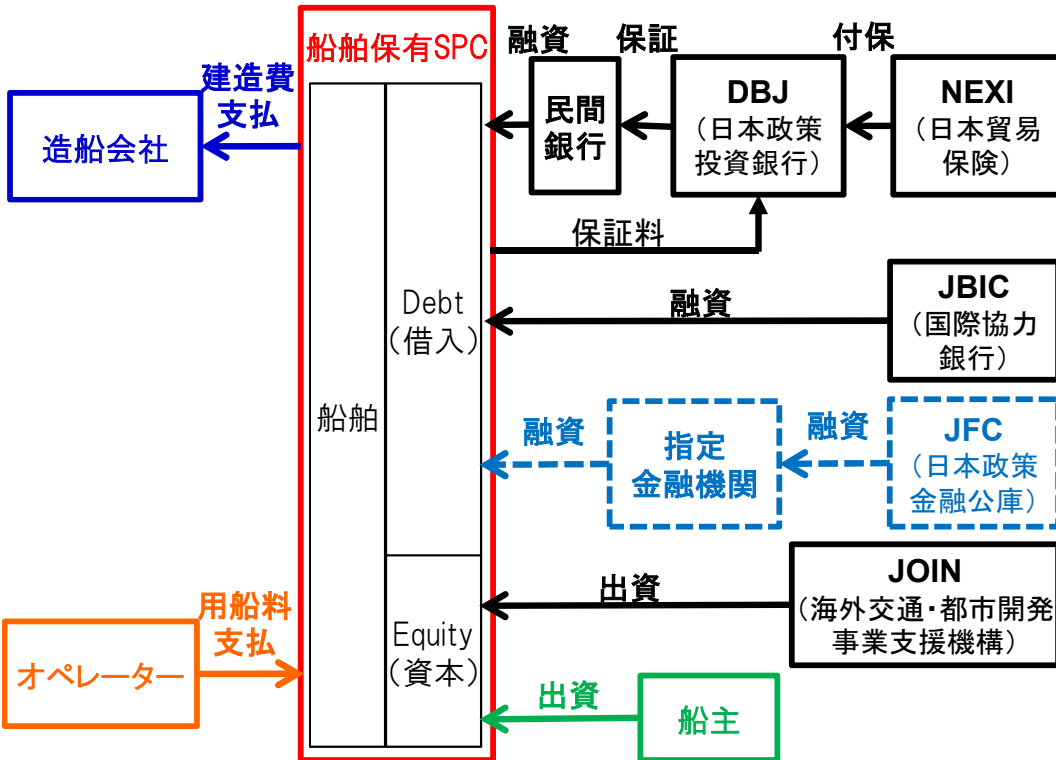 船舶保有SPC
融資
保証
付保
建造費
支払
造船会社
民間
銀行
DBJ
（日本政策
投資銀行）
NEXI
（日本貿易
保険）
保証料
Debt
（借入）
融資
JBIC
（国際協力
銀行）
船舶
融資
指定
金融機関
融資
JFC
（日本政策
金融公庫）
用船料
支払
オペレーター
Equity
（資本）
出資
JOIN
（海外交通・都市開発
事業支援機構）
出資
船主